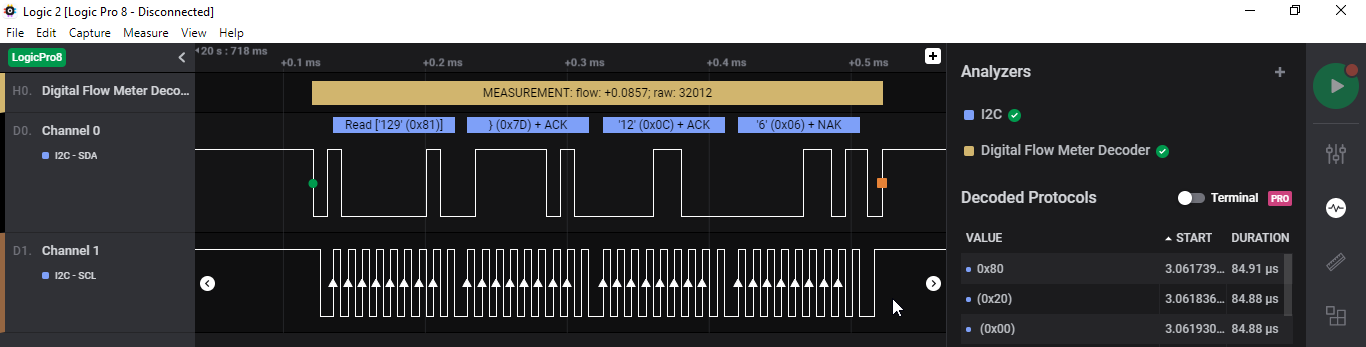 Logic 2 [Logic Pro 8 - Disconnected]
File Edit Capture Measure View Help
LogicPro8
20 s : 718 ms
+0.1 ms +0.2 ms +0.3 ms +0.4 ms +0.5 ms
H0. Digital Flow Meter Deco...
MEASUREMENT: flow: +0.0857; raw: 32012
D0. Channel 0
I2C - SDA
Read ['129' (0x81)] } (0x7D) + ACK '12' (0x0C) + ACK '6' (0x06) + NAK
D1. Channel 1
I2C - SCL
Analyzers
I2C
Digital Flow Meter Decoder
Decoded Protocols Terminal PRO
VALUE START DURATION
0x80 3.061739... 84.91 µs
(0x20) 3.061836... 84.88 µs
(0x00) 3.061930... 84.88 µs